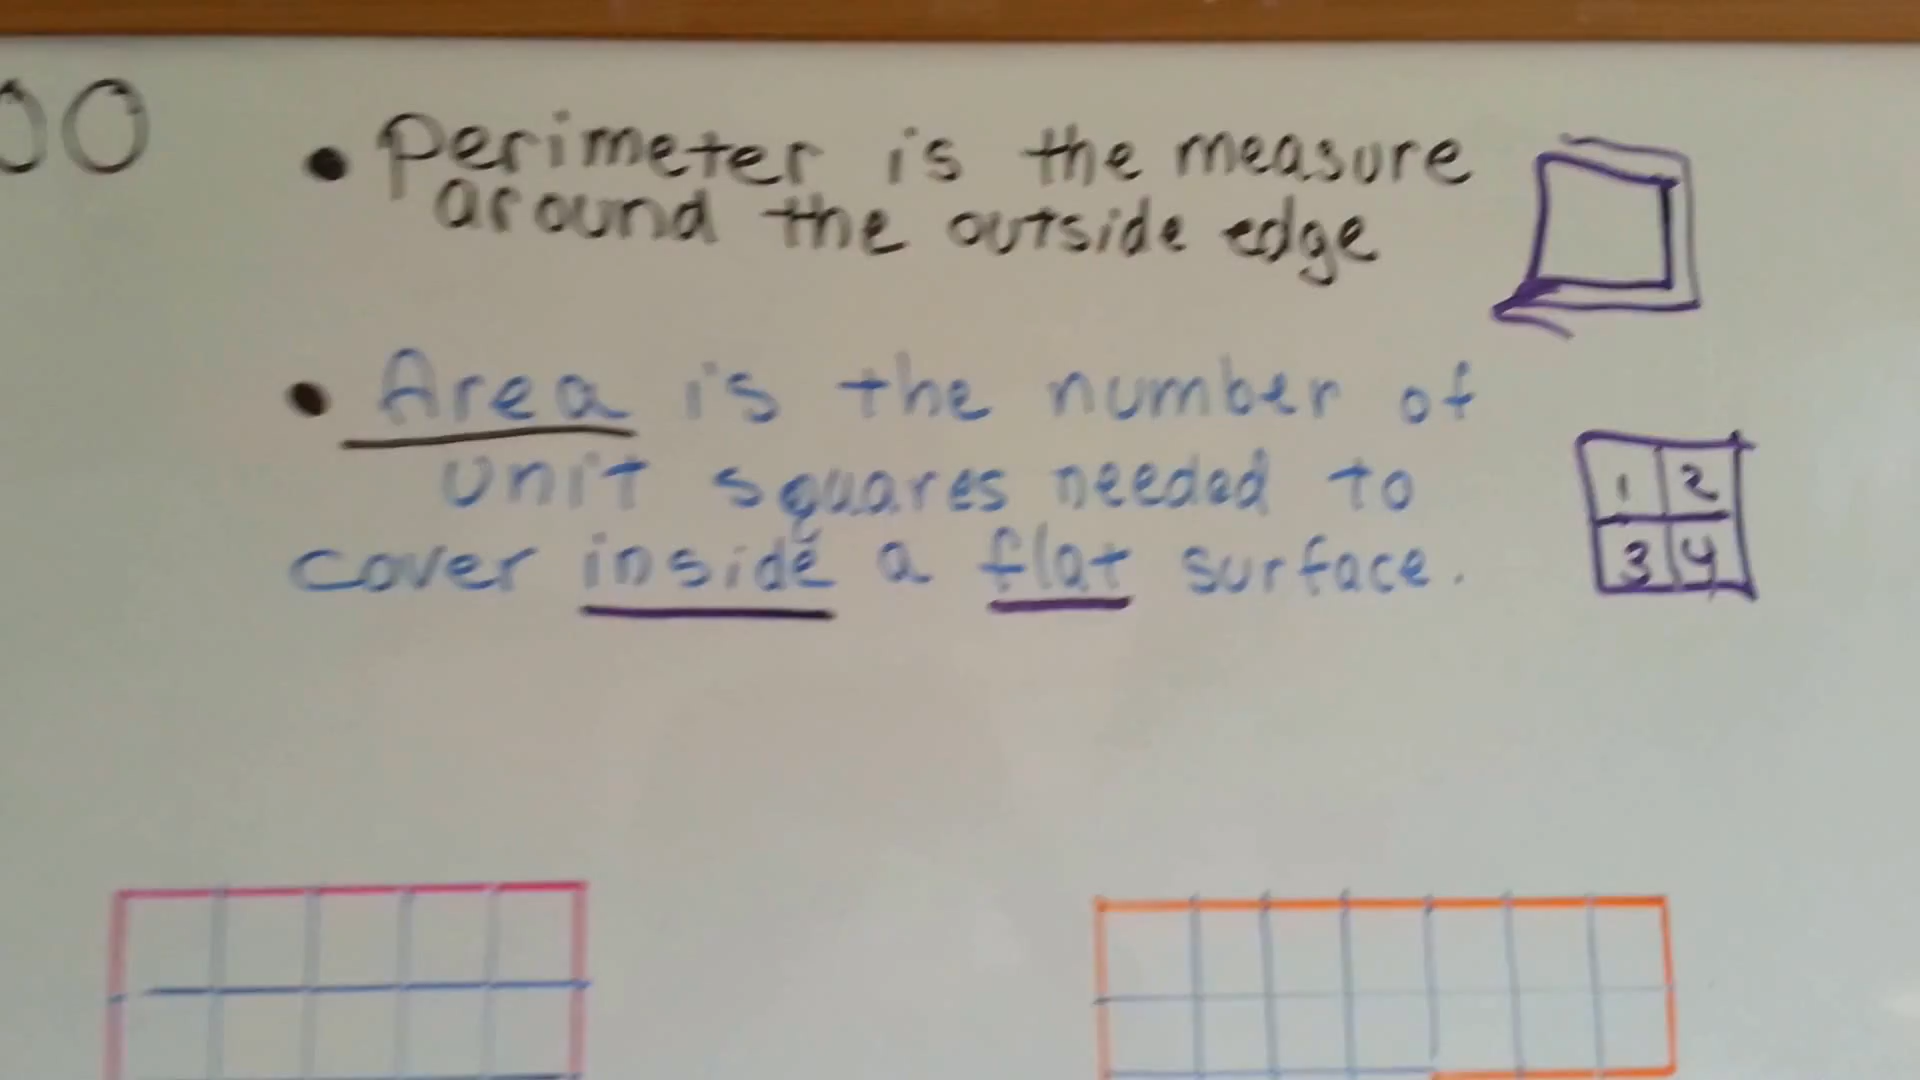 00
• Perimeter is the measure
around the outside edge
• Area is the number of
unit squares needed to
cover inside a flat surface.
1 2
3 4